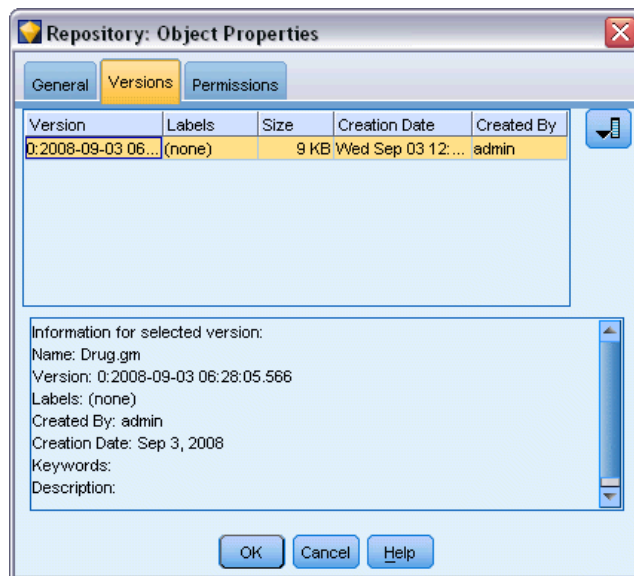 Repository: Object Properties
General Versions Permissions
Version Labels Size Creation Date Created By
0:2008-09-03 06... (none) 9 KB Wed Sep 03 12:... admin
Information for selected version:
Name: Drug.gm
Version: 0:2008-09-03 06:28:05.566
Labels: (none)
Created By: admin
Creation Date: Sep 3, 2008
Keywords:
Description:
OK Cancel Help